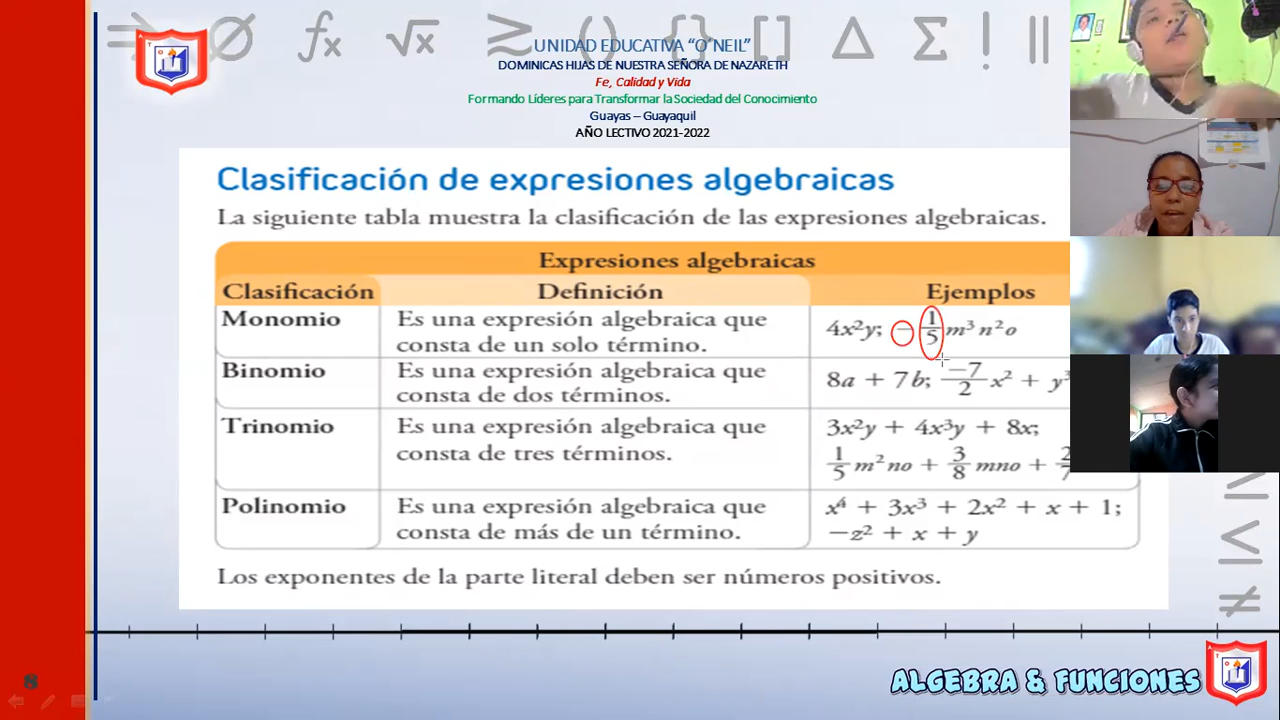 UNIDAD EDUCATIVA “O´NEIL”
DOMINICAS HIJAS DE NUESTRA SEÑORA DE NAZARETH
Fe, Calidad y Vida
Formando Líderes para Transformar la Sociedad del Conocimiento
Guayas – Guayaquil
AÑO LECTIVO 2021-2022
Clasificación de expresiones algebraicas
La siguiente tabla muestra la clasificación de las expresiones algebraicas.
Expresiones algebraicas
Clasificación Definición Ejemplos
Monomio Es una expresión algebraica que consta de un solo término. 4x²y; − 1/5 m³ n²o
Binomio Es una expresión algebraica que consta de dos términos. 8a + 7b; −7/2 x² + y³
Trinomio Es una expresión algebraica que consta de tres términos. 3x²y + 4x³y + 8x;
1/5 m²no + 3/8 mno + 2/7
Polinomio Es una expresión algebraica que consta de más de un término. x⁴ + 3x³ + 2x² + x + 1;
−z² + x + y
Los exponentes de la parte literal deben ser números positivos.
8
ALGEBRA & FUNCIONES